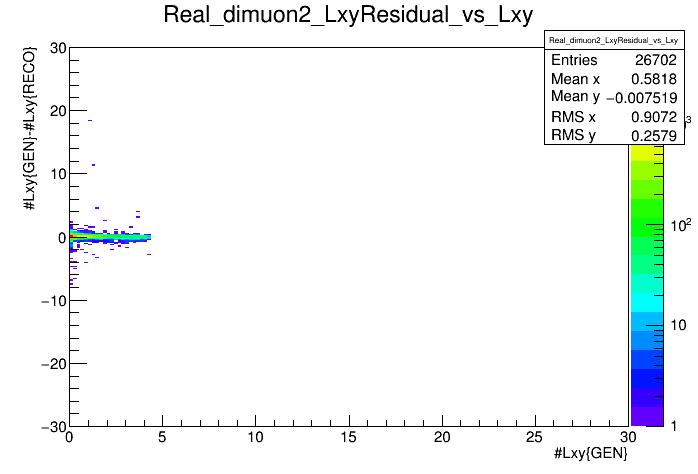 Real_dimuon2_LxyResidual_vs_Lxy
Real_dimuon2_LxyResidual_vs_Lxy
Entries 26702
Mean x 0.5818
Mean y −0.007519
RMS x 0.9072
RMS y 0.2579
#Lxy{GEN}-#Lxy{RECO}
30
20
10
0
−10
−20
−30
0 5 10 15 20 25 30
#Lxy{GEN}
3
10²
10
1